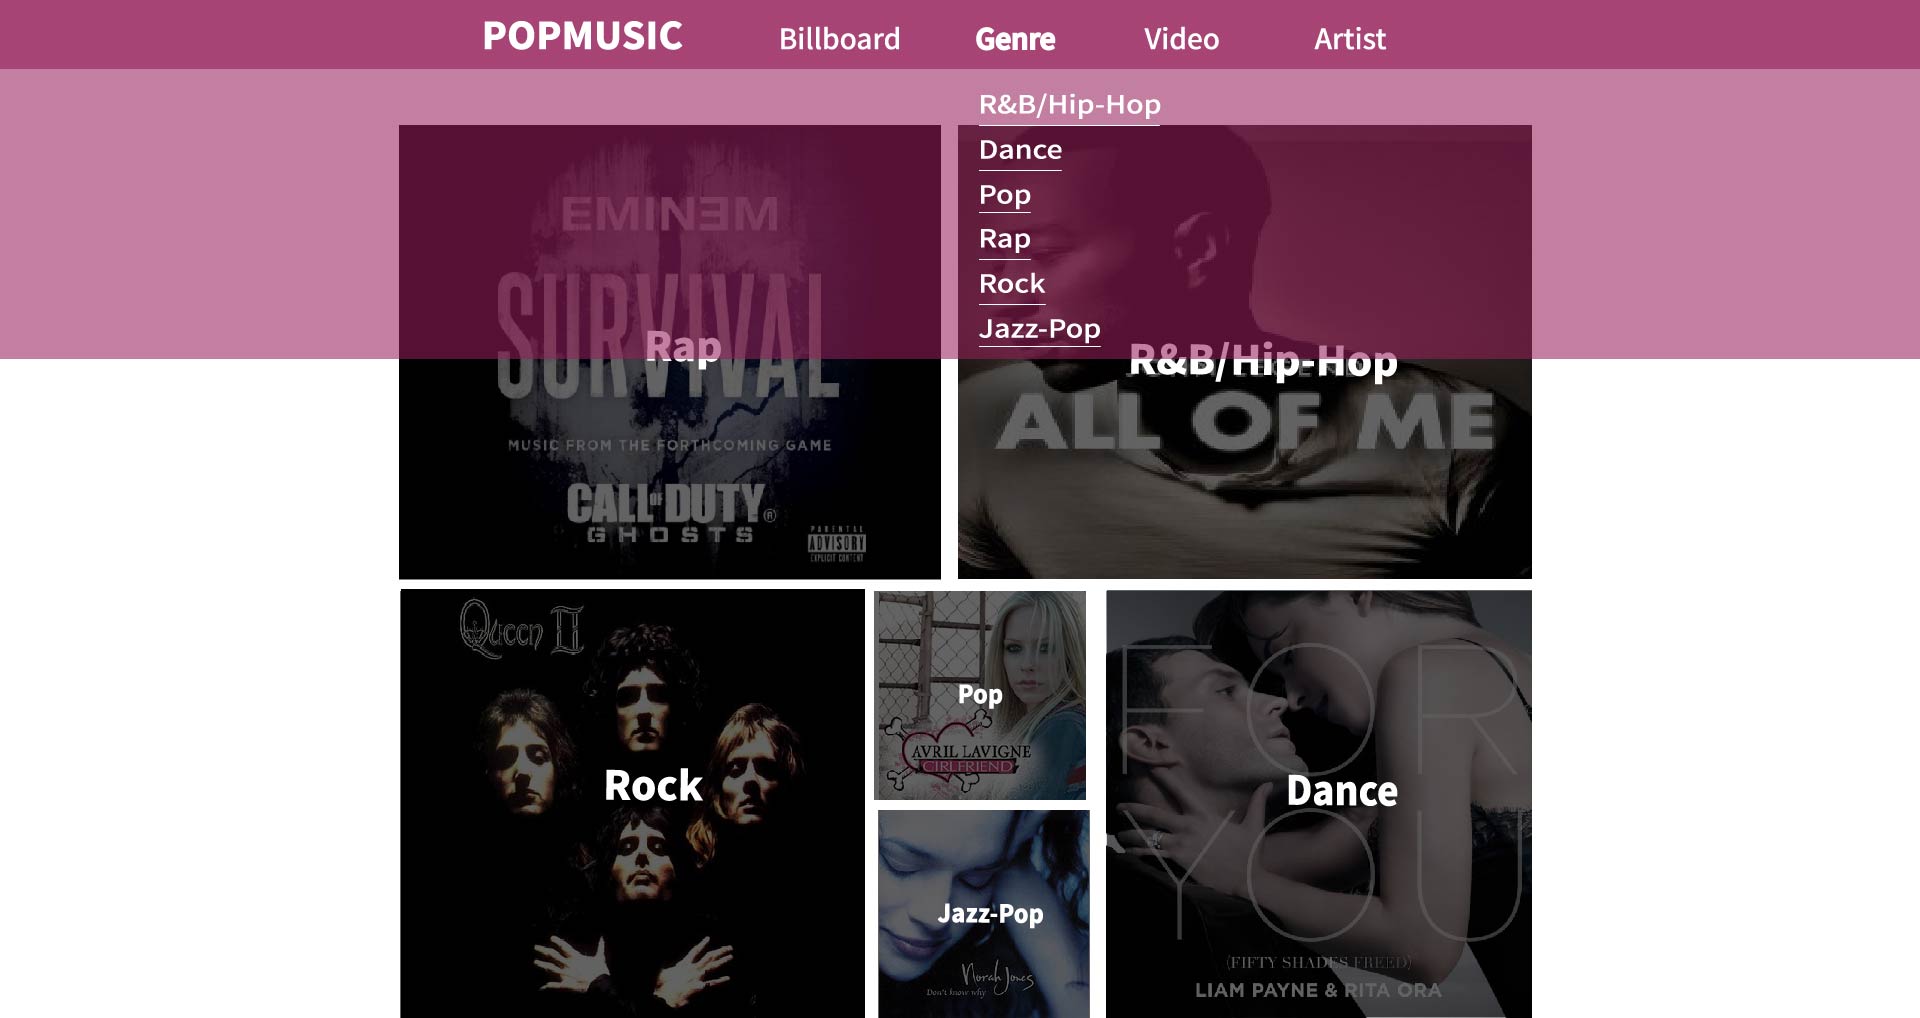 POPMUSIC Billboard Genre Video Artist
R&B/Hip-Hop
Dance
Pop
Rap
Rock
Jazz-Pop
EMINƎM
SURVIVAL
Rap
MUSIC FROM THE FORTHCOMING GAME
CALL OF DUTY®
GHOSTS
PARENTAL
ADVISORY
EXPLICIT CONTENT
R&B/Hip-Hop
ALL OF ME
Queen II
Rock
Pop
AVRIL LAVIGNE
GIRLFRIEND
Jazz-Pop
Norah Jones
Don't know why
FOR
Dance
YOU
(FIFTY SHADES FREED)
LIAM PAYNE & RITA ORA